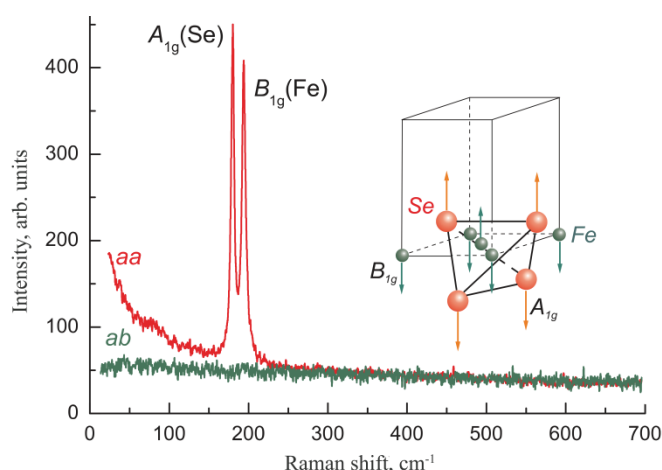 A1g(Se)
B1g(Fe)
Intensity, arb. units
400
300
200
100
0
aa
ab
Se
Fe
B1g
A1g
0 100 200 300 400 500 600 700
Raman shift, cm-1